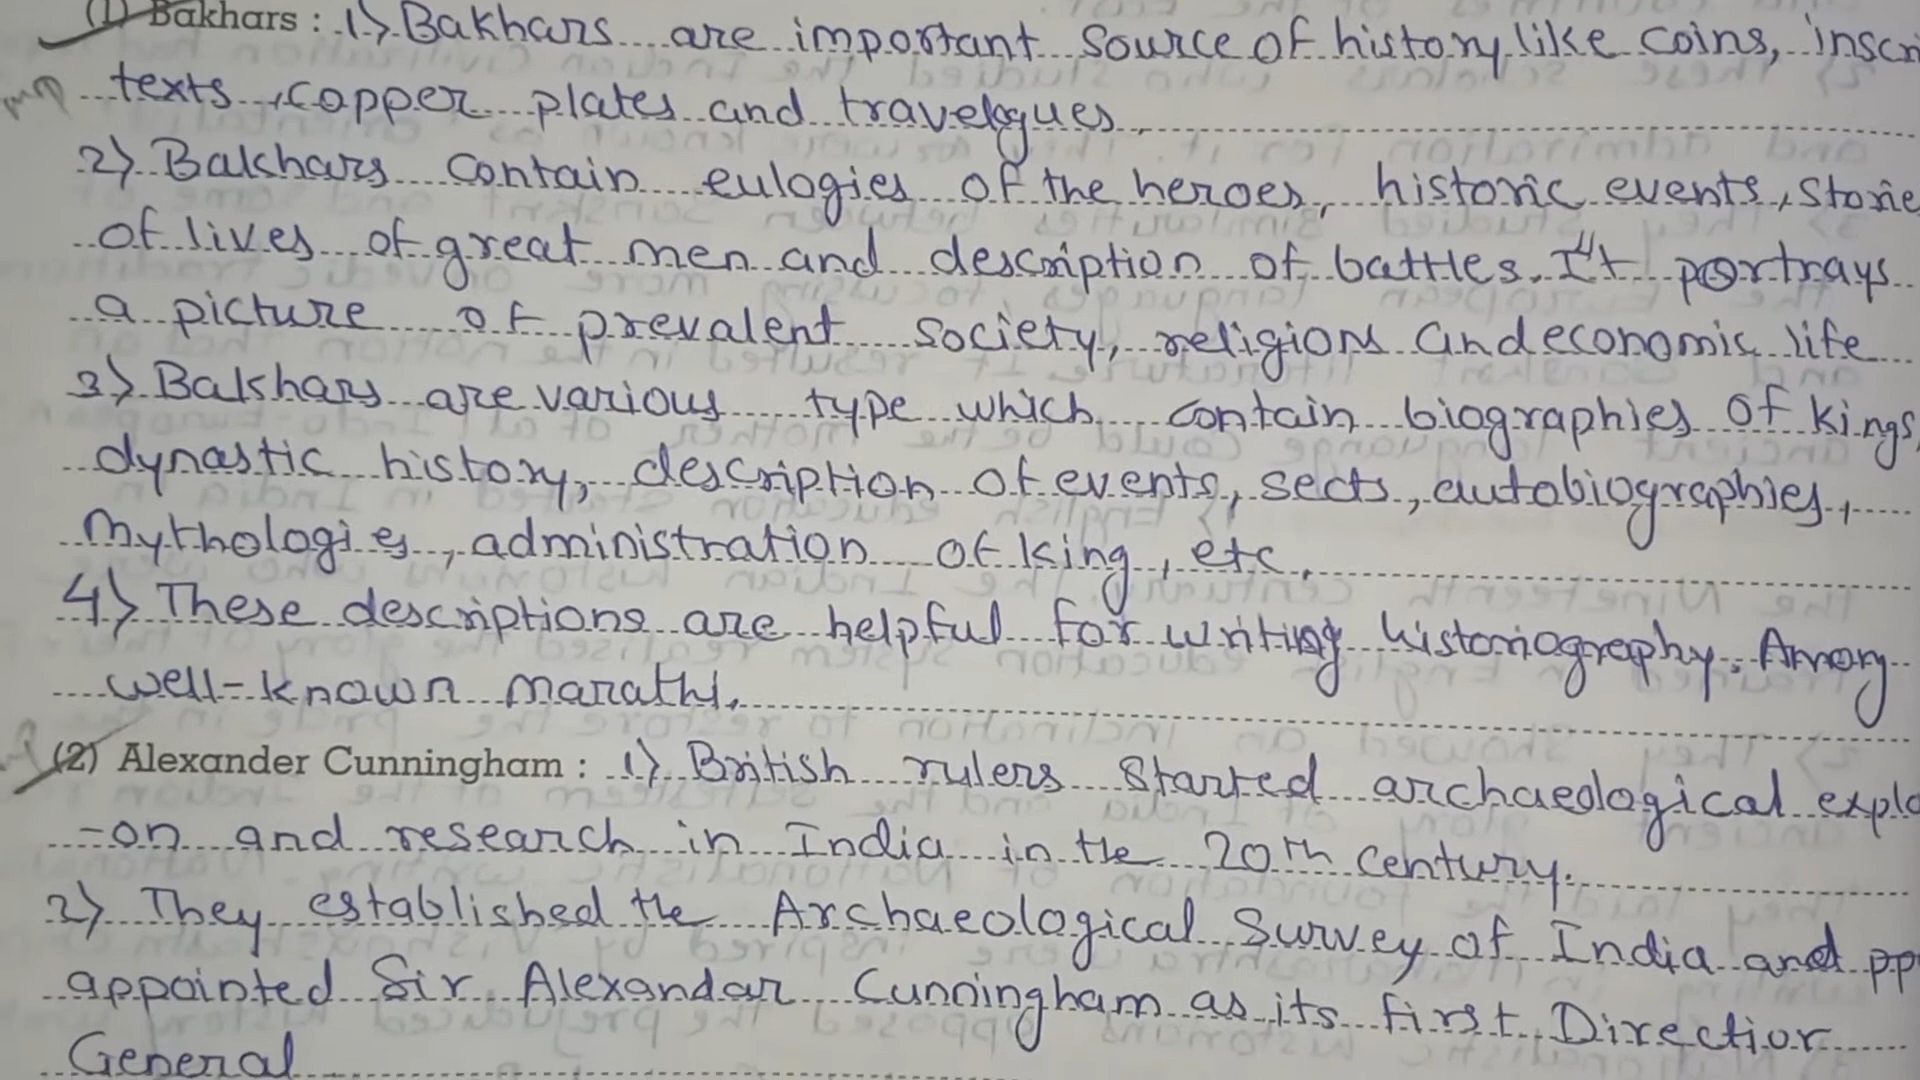 (1) Bakhars : 1) Bakhars are important source of history like coins, inscri
texts, copper plates and travelogues
2) Bakhars contain eulogies of the heroes, historic events, storie
of lives of great men and description of battles. It portrays
a picture of prevalent society, religions and economic life
3) Bakhars are various type which contain biographies of kings,
dynastic history, description of events, sects, autobiographies,
mythologies, administration of king, etc.
4) These descriptions are helpful for writing historiography. Among
well-known marathi.
(2) Alexander Cunningham : 1) British rulers started archaeological explo
-on and research in India in the 20th century.
2) They established the Archaeological Survey of India and pp
appointed Sir Alexandar Cunningham as its first Directior
General